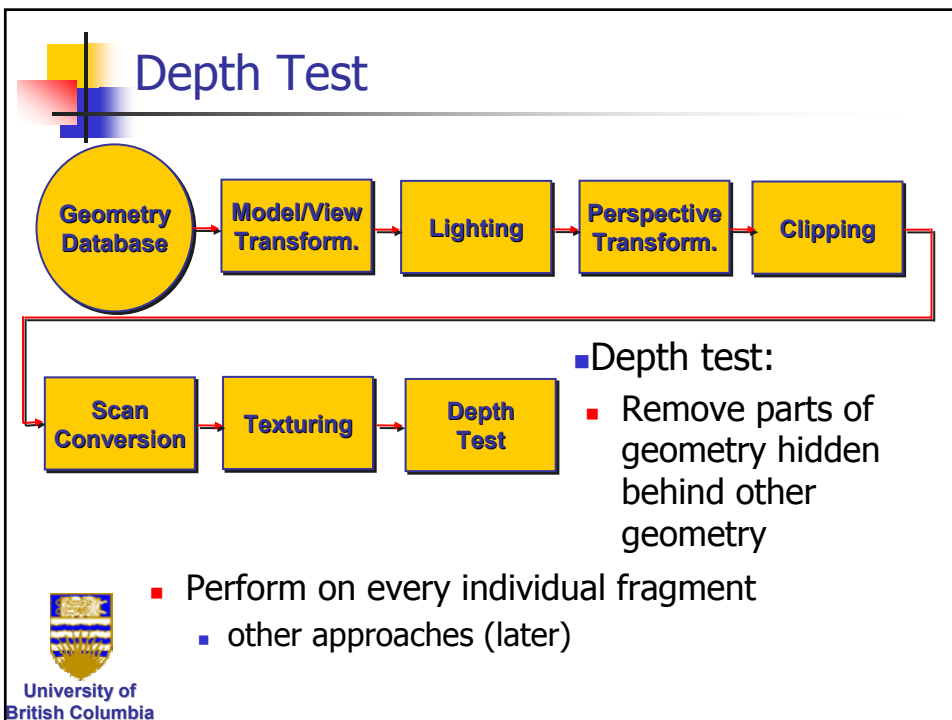 Depth Test
Geometry
Database
Model/View
Transform.
Lighting
Perspective
Transform.
Clipping
Scan
Conversion
Texturing
Depth
Test
■Depth test:
▪ Remove parts of
geometry hidden
behind other
geometry
▪ Perform on every individual fragment
▪ other approaches (later)
University of
British Columbia